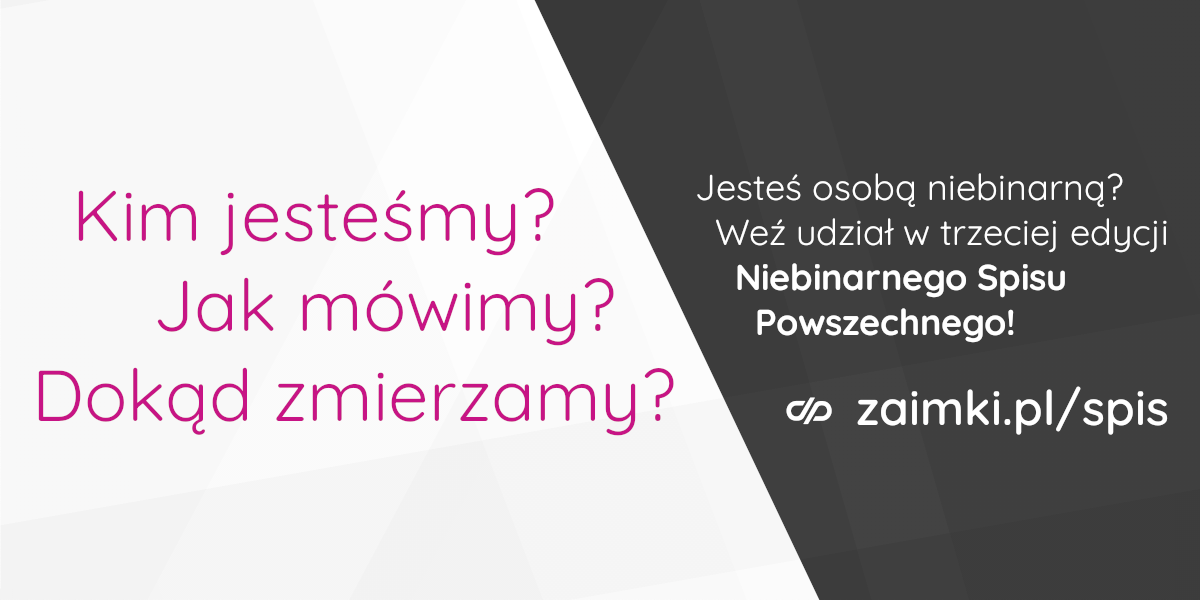 Kim jesteśmy?
Jak mówimy?
Dokąd zmierzamy?
Jesteś osobą niebinarną?
Weź udział w trzeciej edycji
Niebinarnego Spisu
Powszechnego!
zaimki.pl/spis